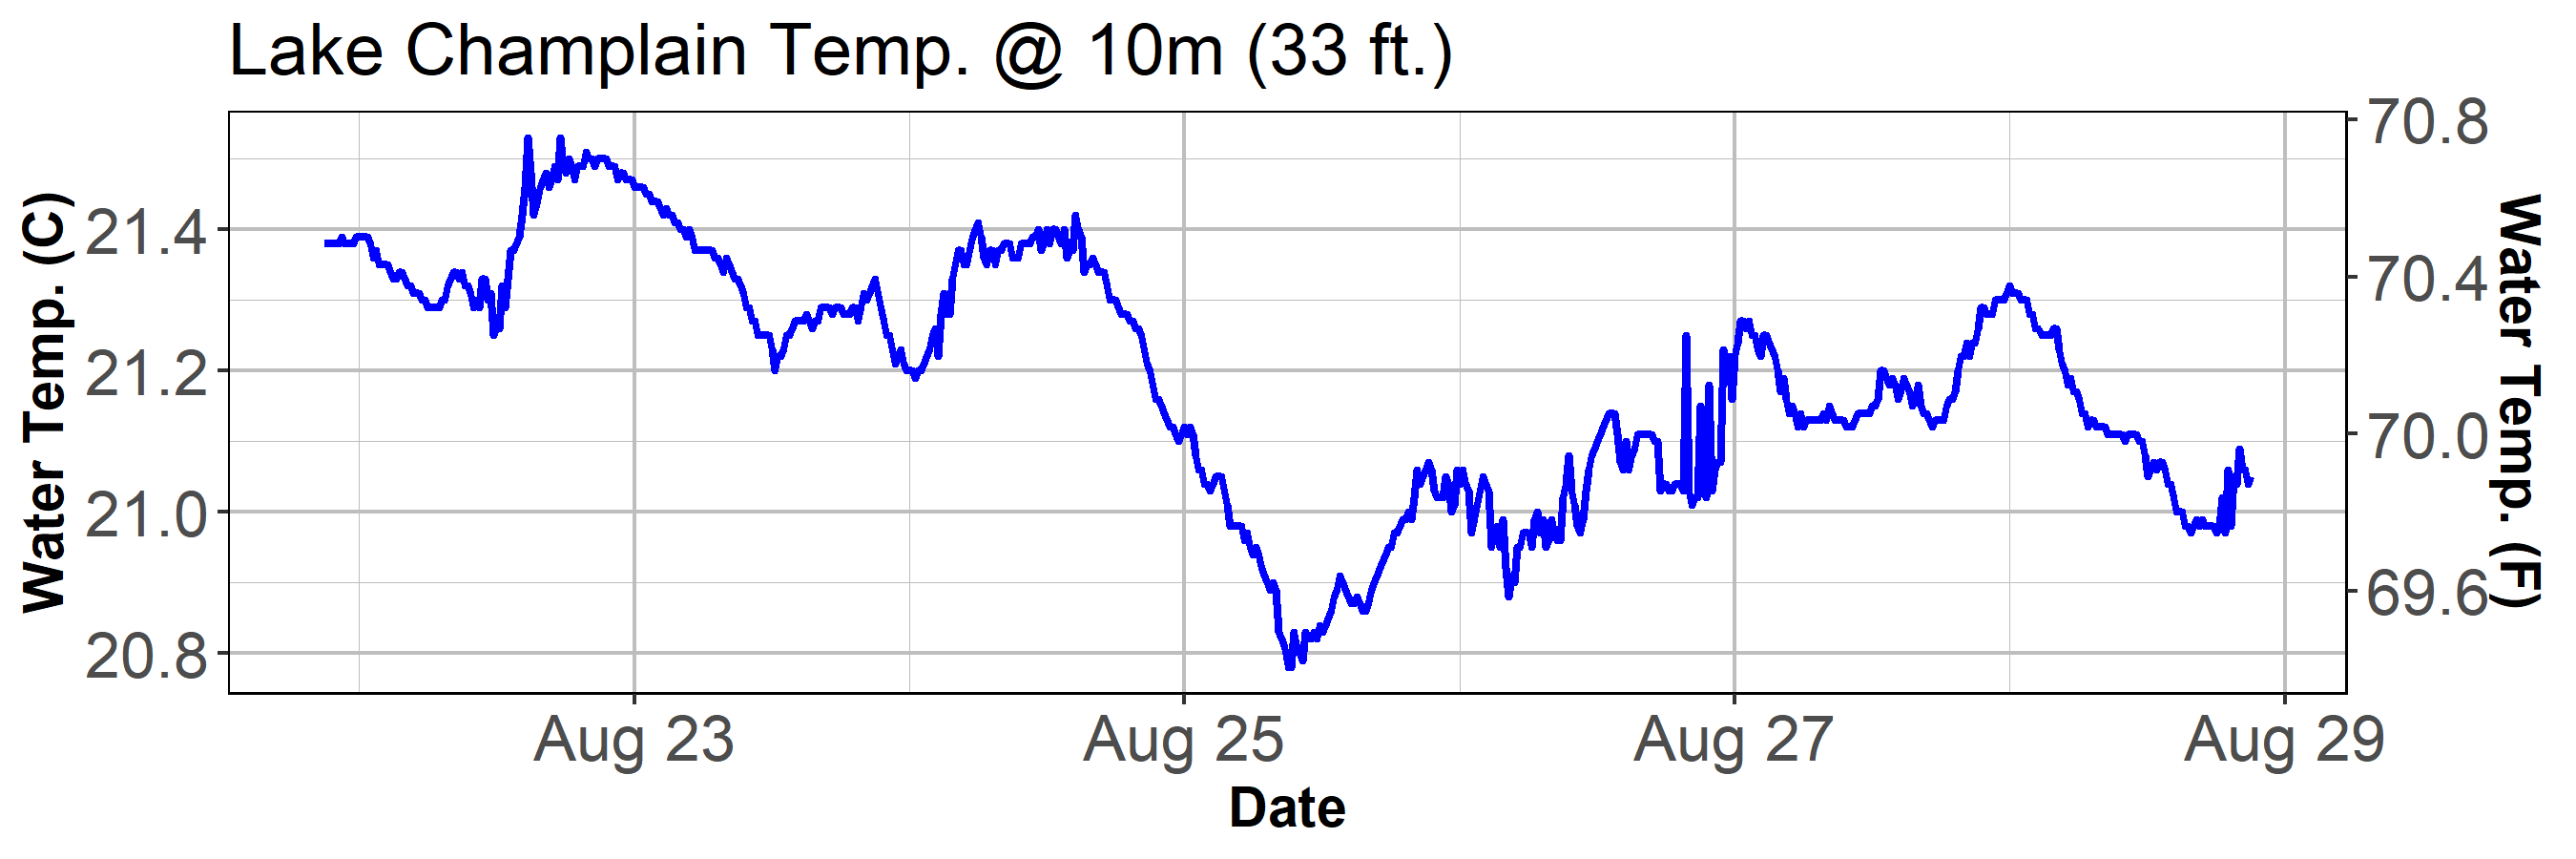 Lake Champlain Temp. @ 10m (33 ft.)
Water Temp. (C)
21.4
21.2
21.0
20.8
70.8
70.4
70.0
69.6
Water Temp. (F)
Aug 23
Aug 25
Aug 27
Aug 29
Date